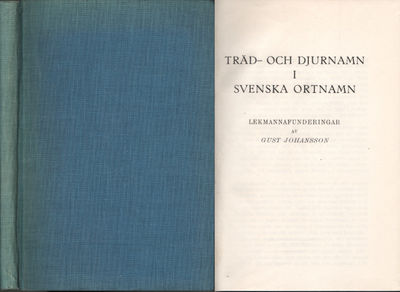 TRÄD- OCH DJURNAMN
I
SVENSKA ORTNAMN
LEKMANNAFUNDERINGAR
AV
GUST JOHANSSON